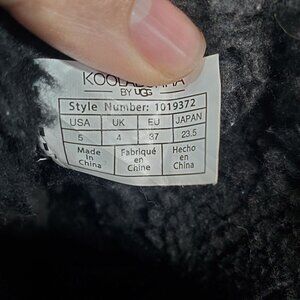 BY UGG
Style Number: 1019372
USA UK EU JAPAN
5 4 37 23.5
Made Fabriqué Hecho
in en en
China Chine China